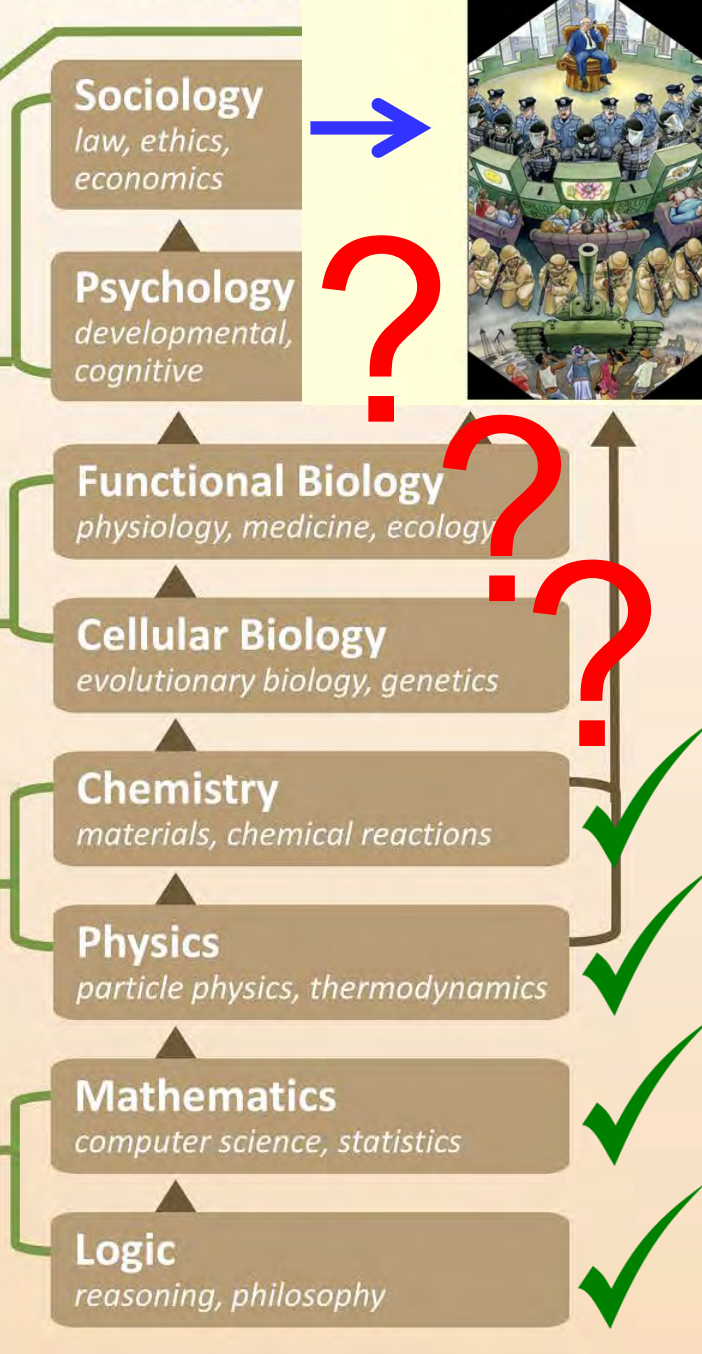 Sociology
law, ethics,
economics
Psychology
developmental,
cognitive
?
Functional Biology
physiology, medicine, ecology
?
Cellular Biology
evolutionary biology, genetics
?
Chemistry
materials, chemical reactions
Physics
particle physics, thermodynamics
Mathematics
computer science, statistics
Logic
reasoning, philosophy